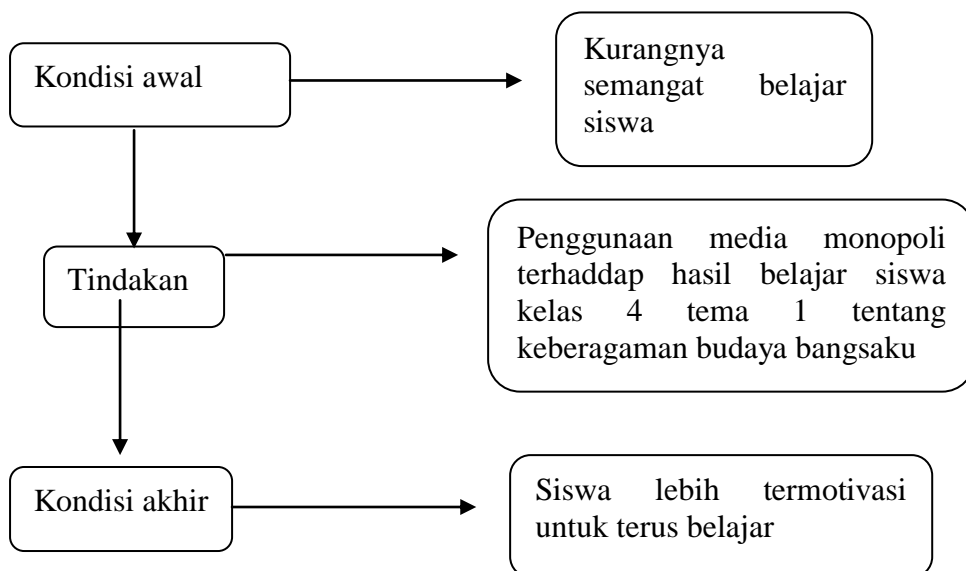 Kondisi awal
Kurangnya
semangat belajar
siswa
Tindakan
Penggunaan media monopoli
terhaddap hasil belajar siswa
kelas 4 tema 1 tentang
keberagaman budaya bangsaku
Kondisi akhir
Siswa lebih termotivasi
untuk terus belajar